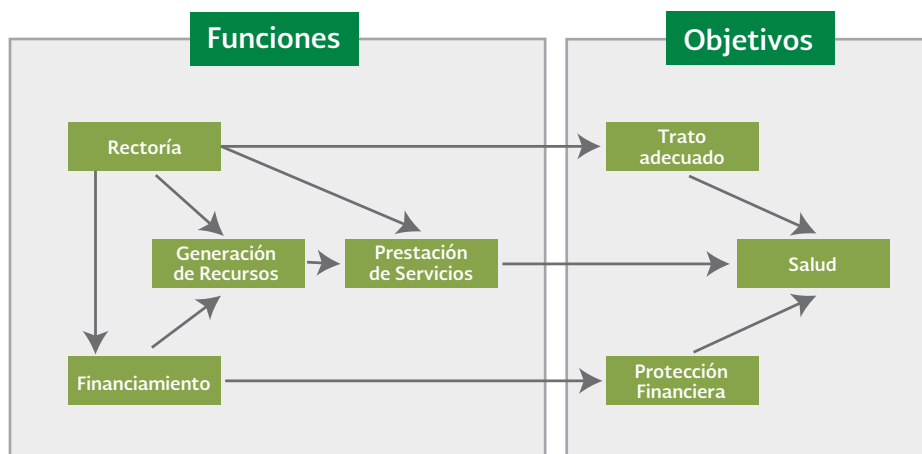 Funciones
Objetivos
Rectoría
Trato
adecuado
Generación
de Recursos
Prestación
de Servicios
Salud
Financiamiento
Protección
Financiera